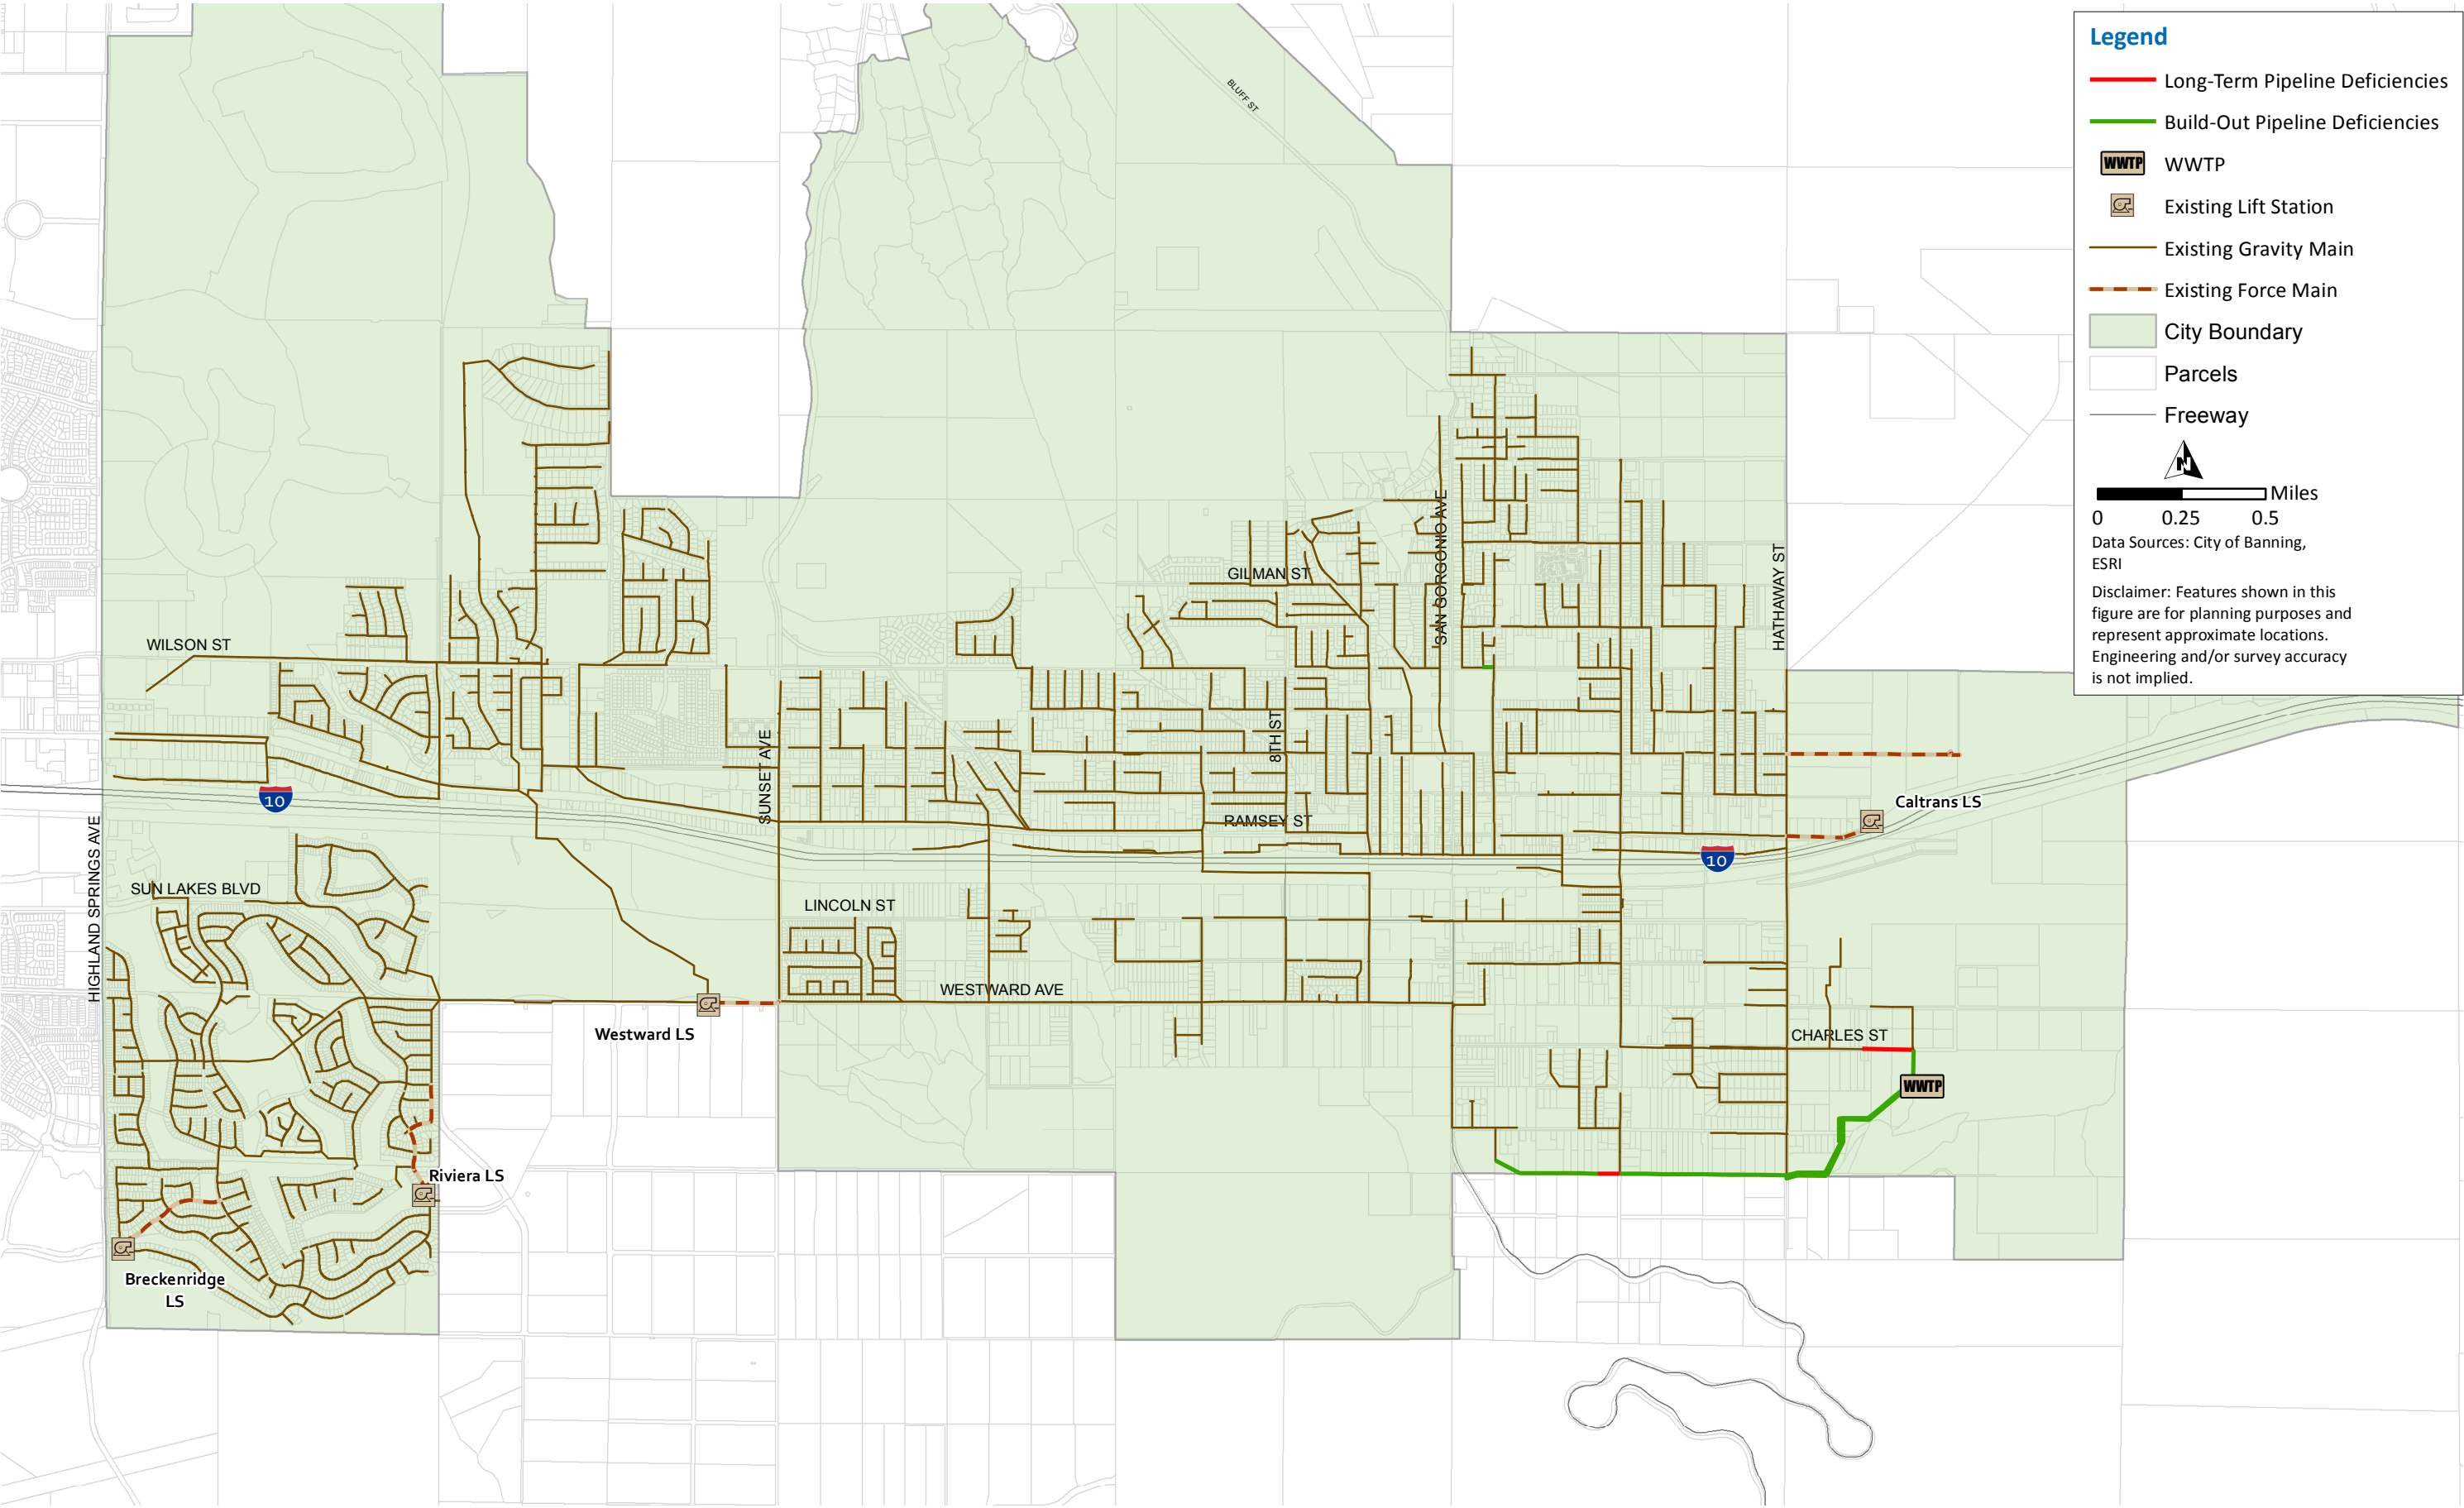 BLUFF ST
GILMAN ST
SAN GORGONIO AVE
HATHAWAY ST
WILSON ST
8TH ST
SUNSET AVE
10
RAMSEY ST
Caltrans LS
10
HIGHLAND SPRINGS AVE
SUN LAKES BLVD
LINCOLN ST
WESTWARD AVE
Westward LS
CHARLES ST
WWTP
Riviera LS
Breckenridge
LS
Legend
Long-Term Pipeline Deficiencies
Build-Out Pipeline Deficiencies
WWTP WWTP
Existing Lift Station
Existing Gravity Main
Existing Force Main
City Boundary
Parcels
Freeway
N
Miles
0 0.25 0.5
Data Sources: City of Banning,
ESRI
Disclaimer: Features shown in this
figure are for planning purposes and
represent approximate locations.
Engineering and/or survey accuracy
is not implied.